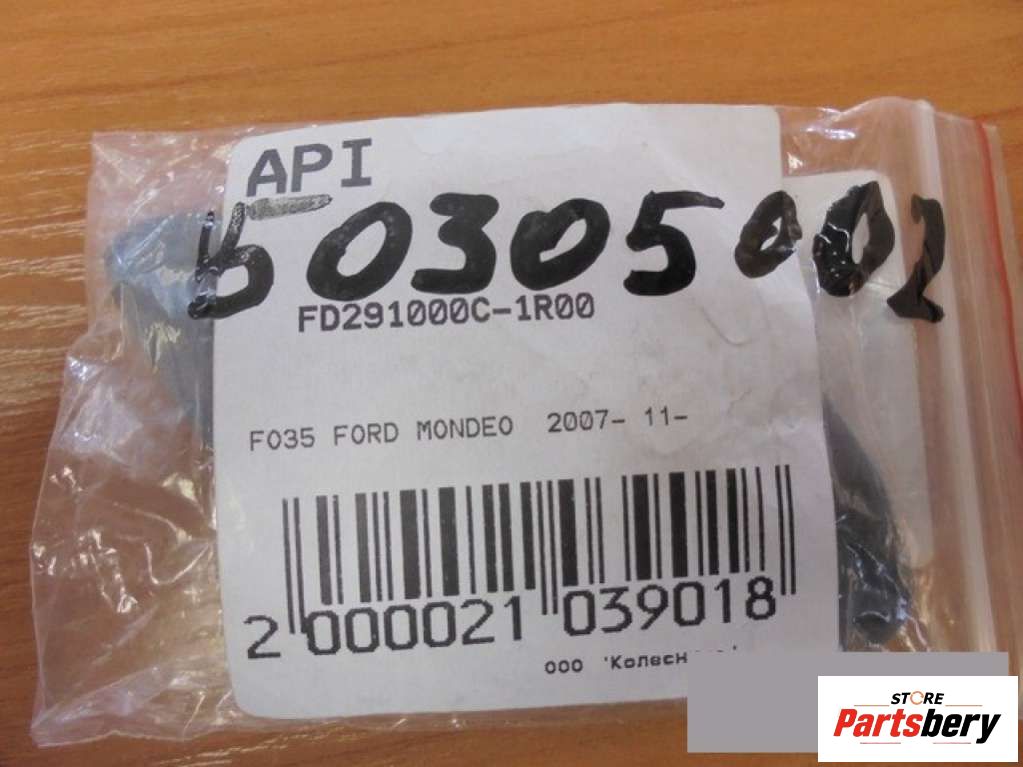 API
60305002
FD291000C-1R00
F035 FORD MONDEO 2007- 11-
2 000021 039018
ООО
STORE
Partsbery